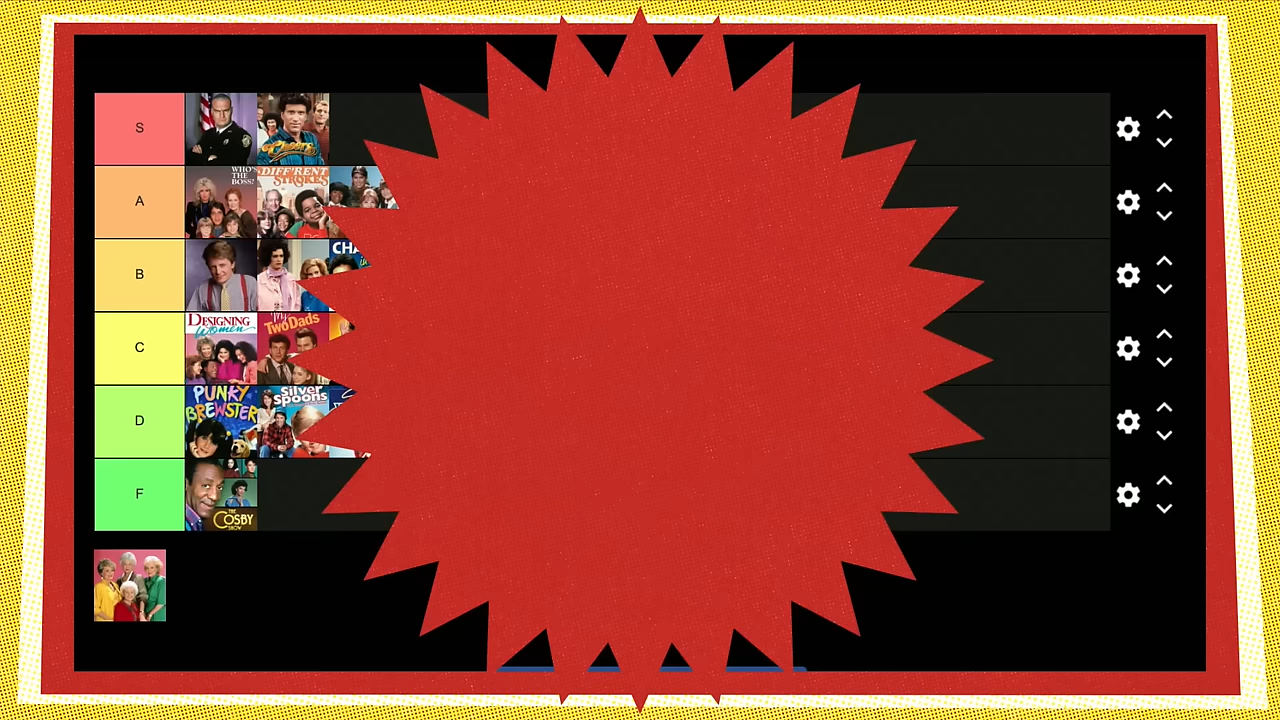 S
Cheers
A
WHO'S
THE
BOSS?
DIFF'RENT
STROKES
B
CHA
C
DESIGNING
Women
My
Two Dads
D
PUNKY
BREWSTER
Silver
Spoons
F
THE
COSBY
SHOW